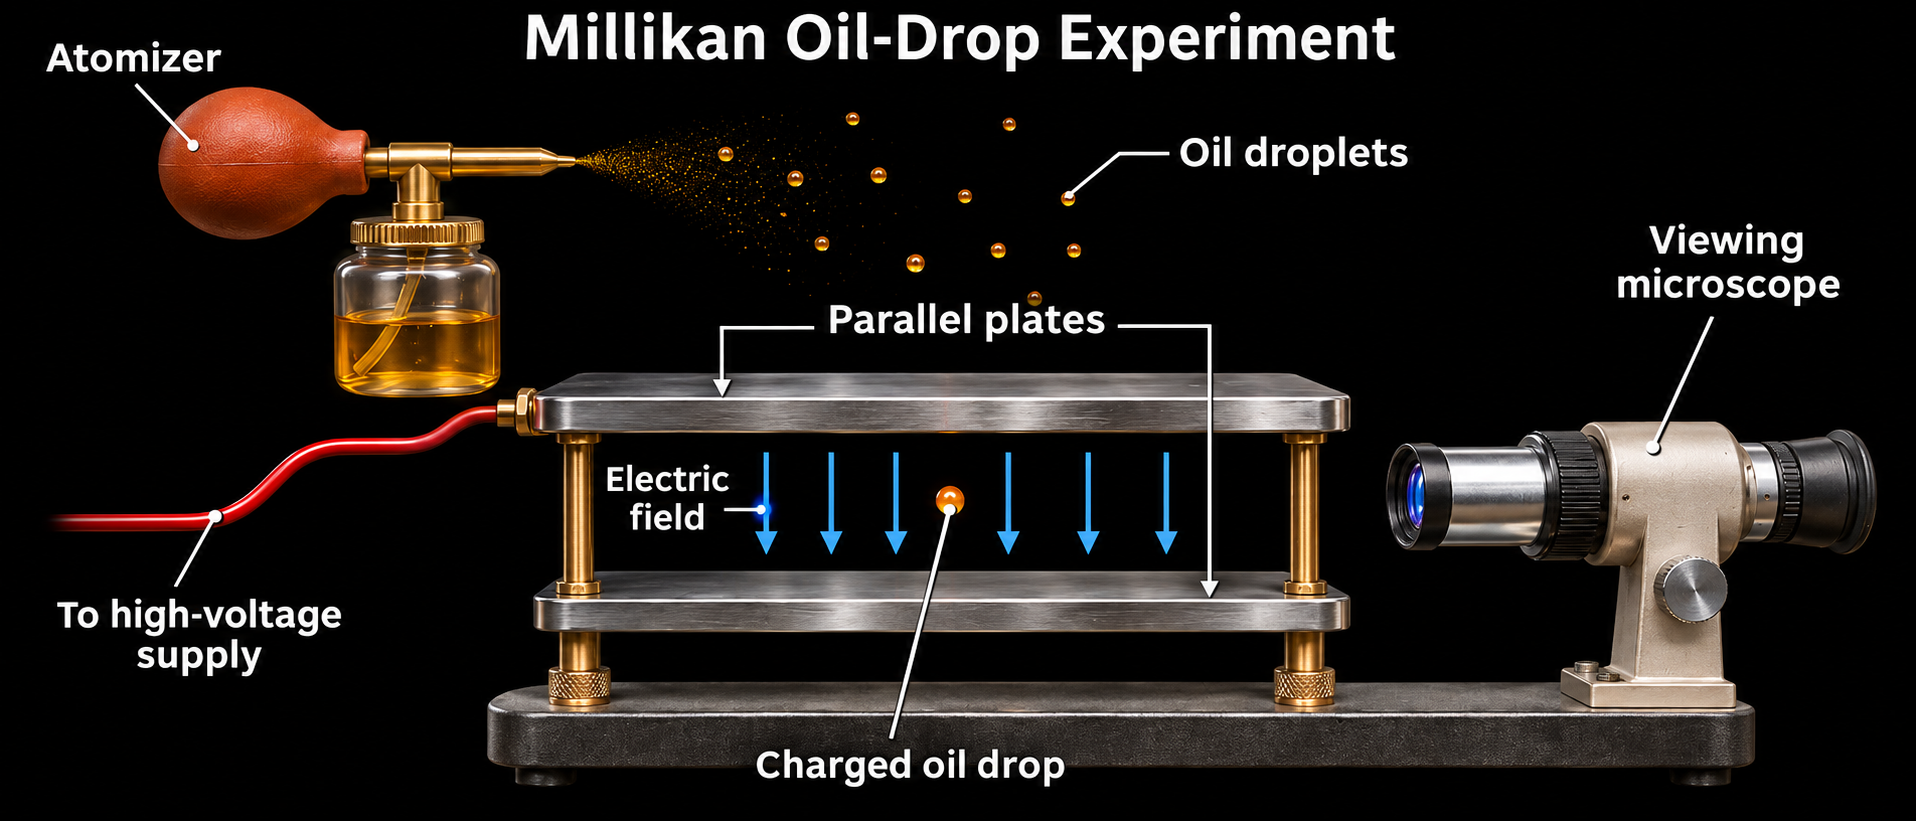 Millikan Oil-Drop Experiment
Atomizer
Oil droplets
Viewing
microscope
Parallel plates
Electric
field
To high-voltage
supply
Charged oil drop